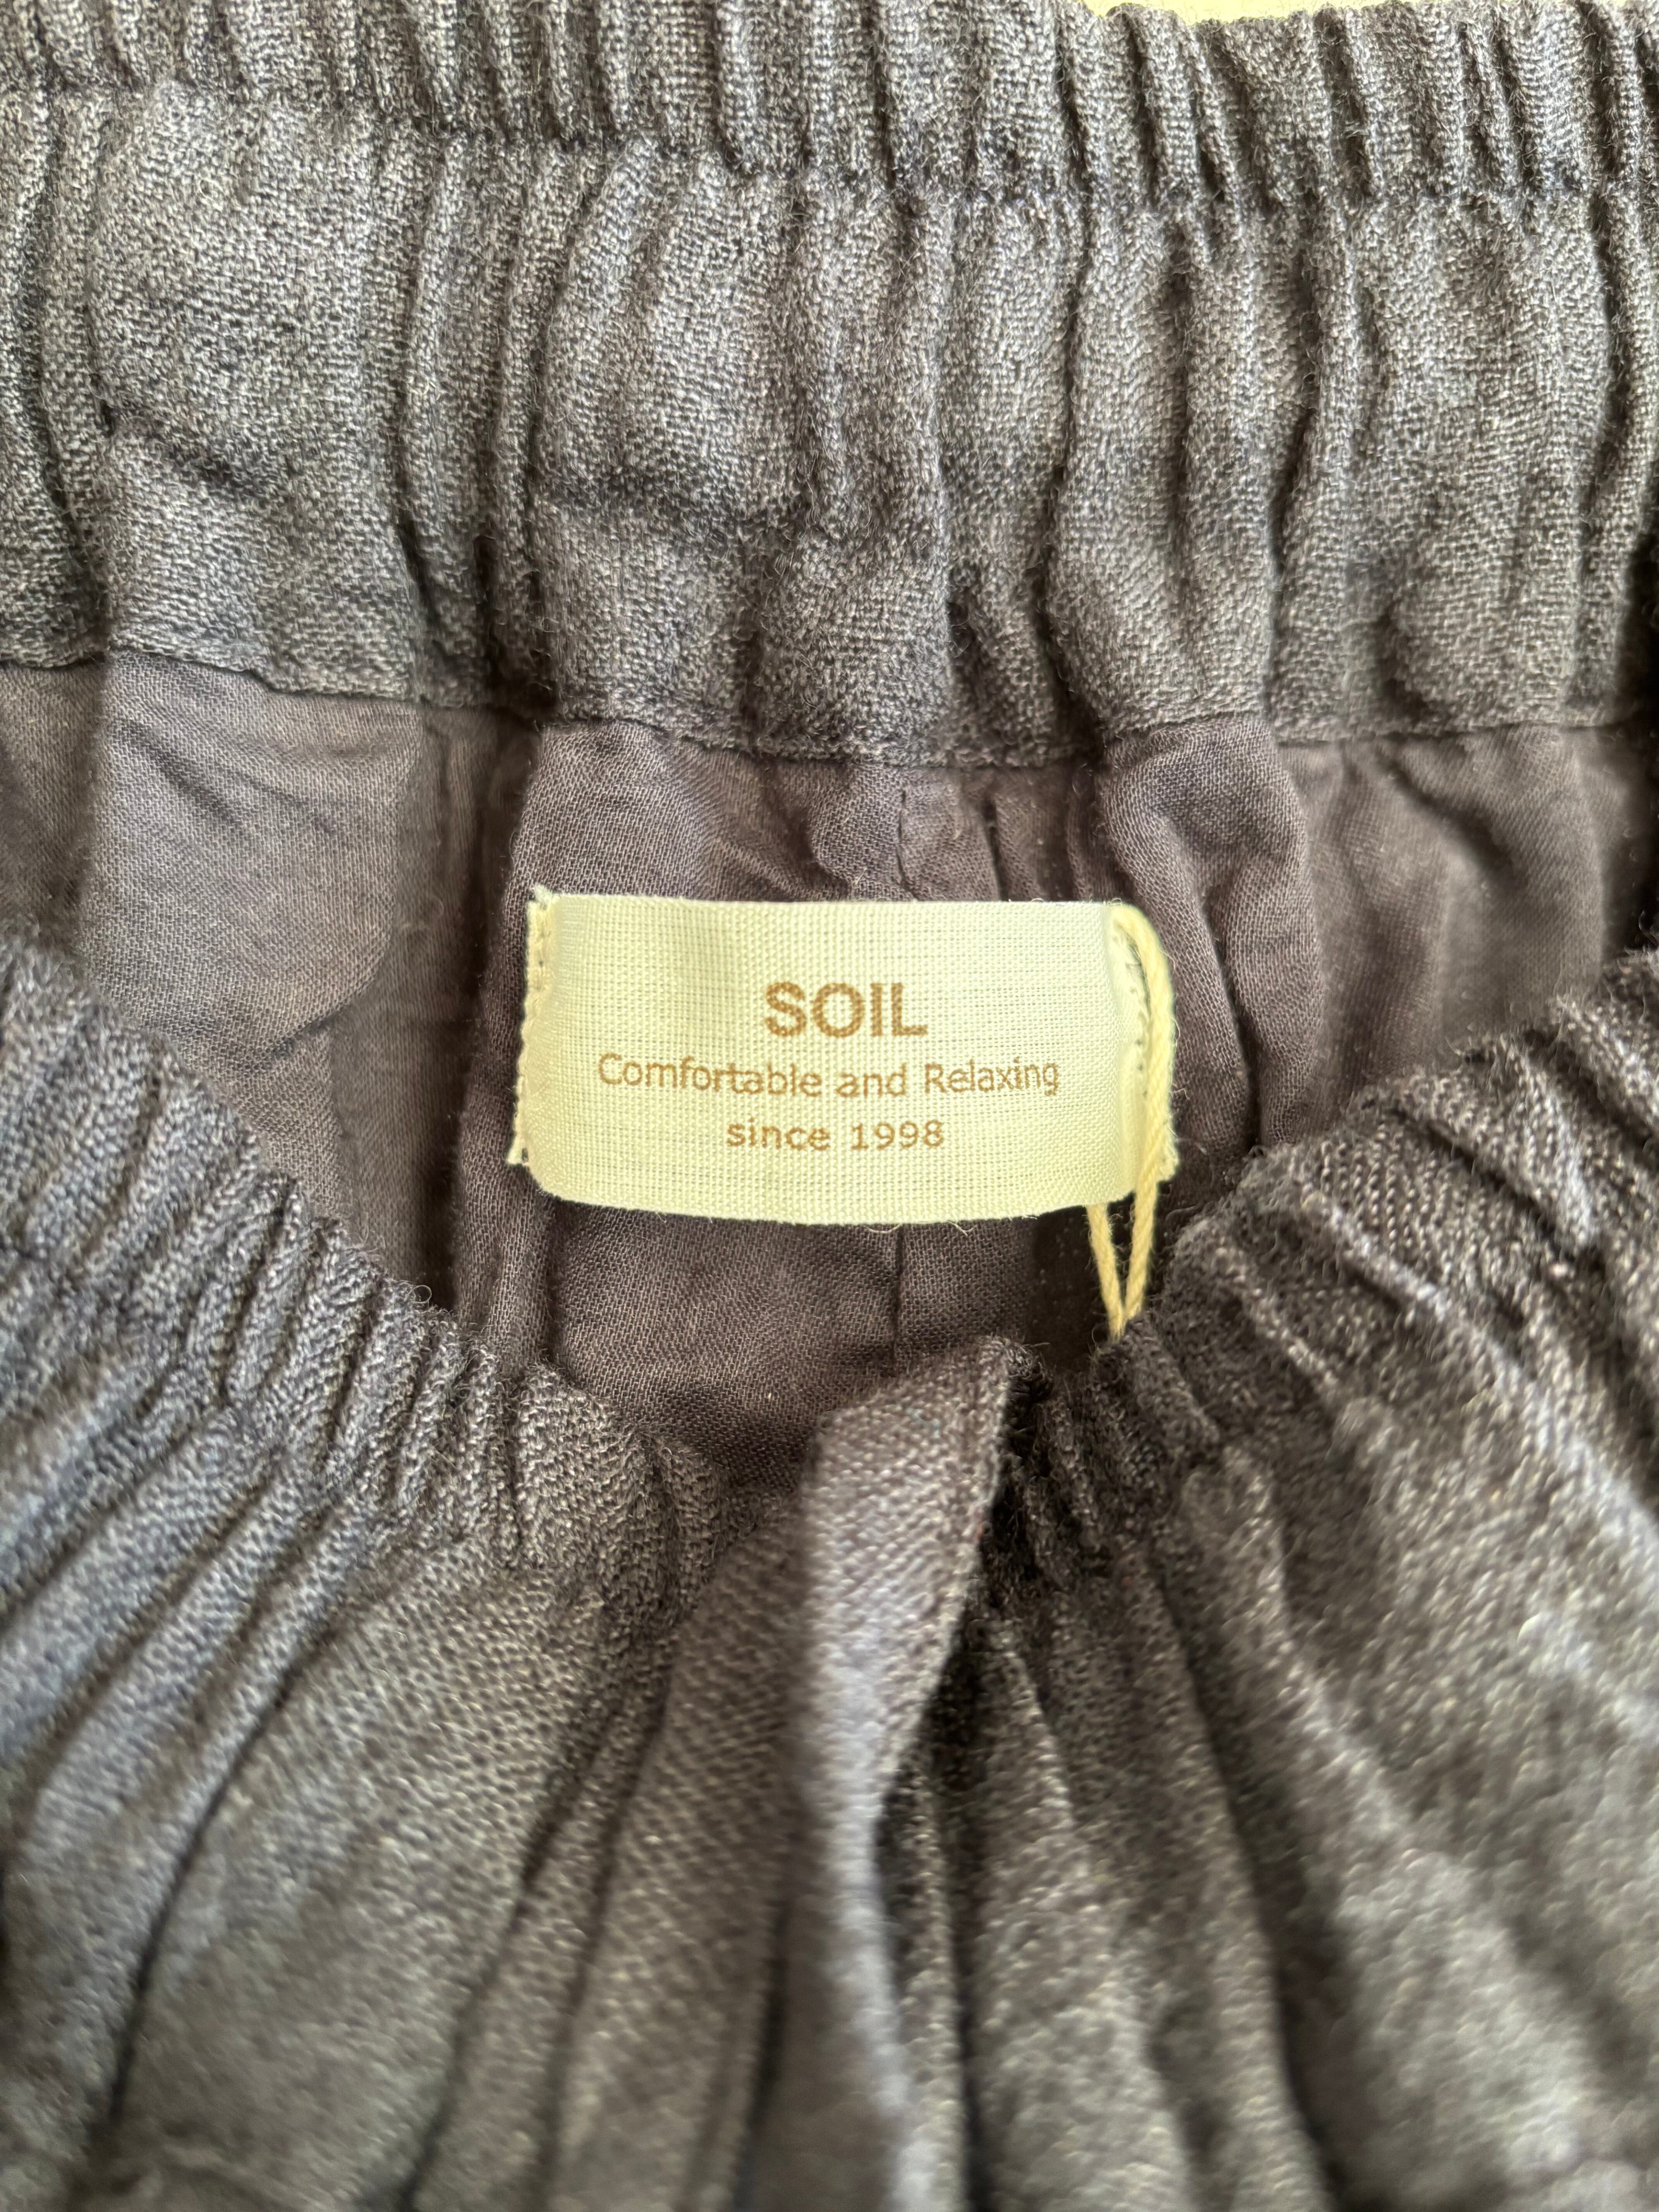 SOIL
Comfortable and Relaxing
since 1998